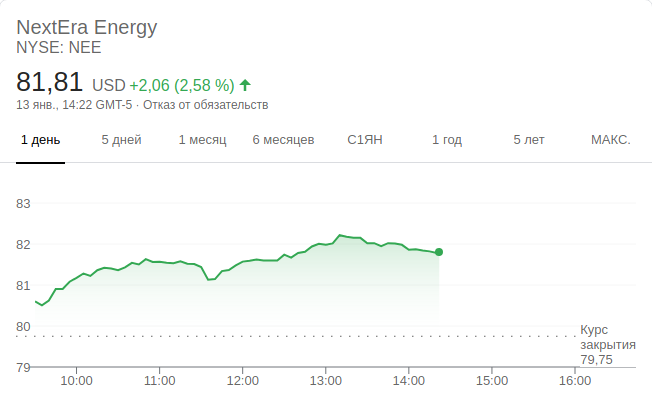 NextEra Energy
NYSE: NEE
81,81 USD +2,06 (2,58 %)
13 янв., 14:22 GMT-5 · Отказ от обязательств
1 день 5 дней 1 месяц 6 месяцев С1ЯН 1 год 5 лет МАКС.
83
82
81
80
Курс
закрытия
79,75
79
10:00 11:00 12:00 13:00 14:00 15:00 16:00